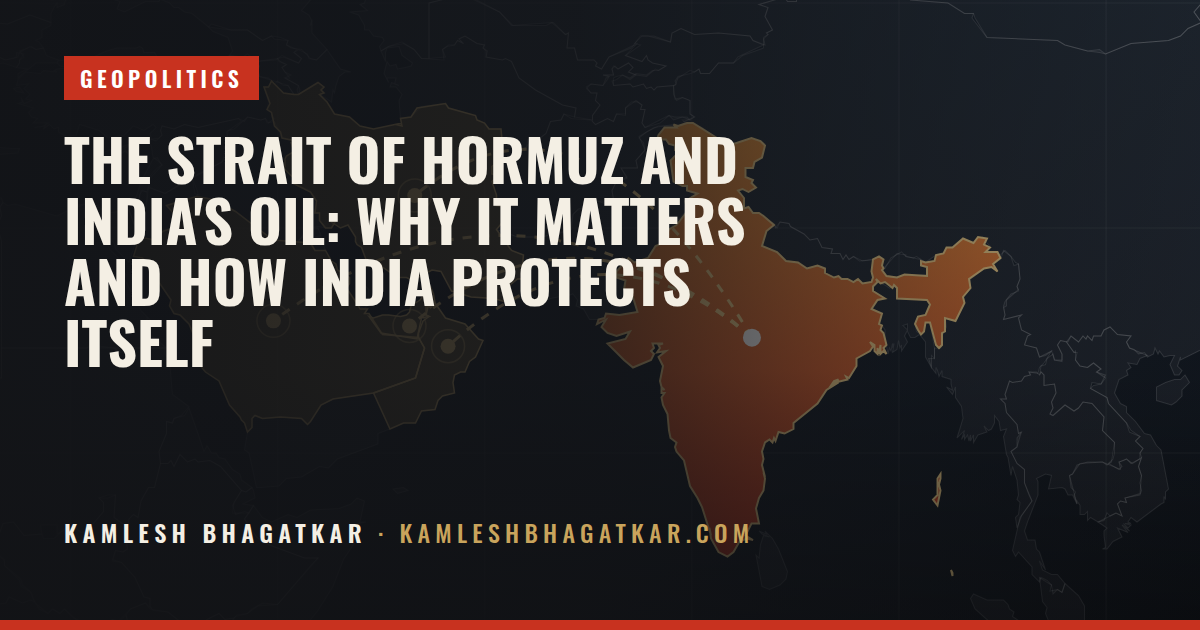 GEOPOLITICS
THE STRAIT OF HORMUZ AND
INDIA'S OIL: WHY IT MATTERS
AND HOW INDIA PROTECTS
ITSELF
KAMLESH BHAGATKAR · KAMLESHBHAGATKAR.COM